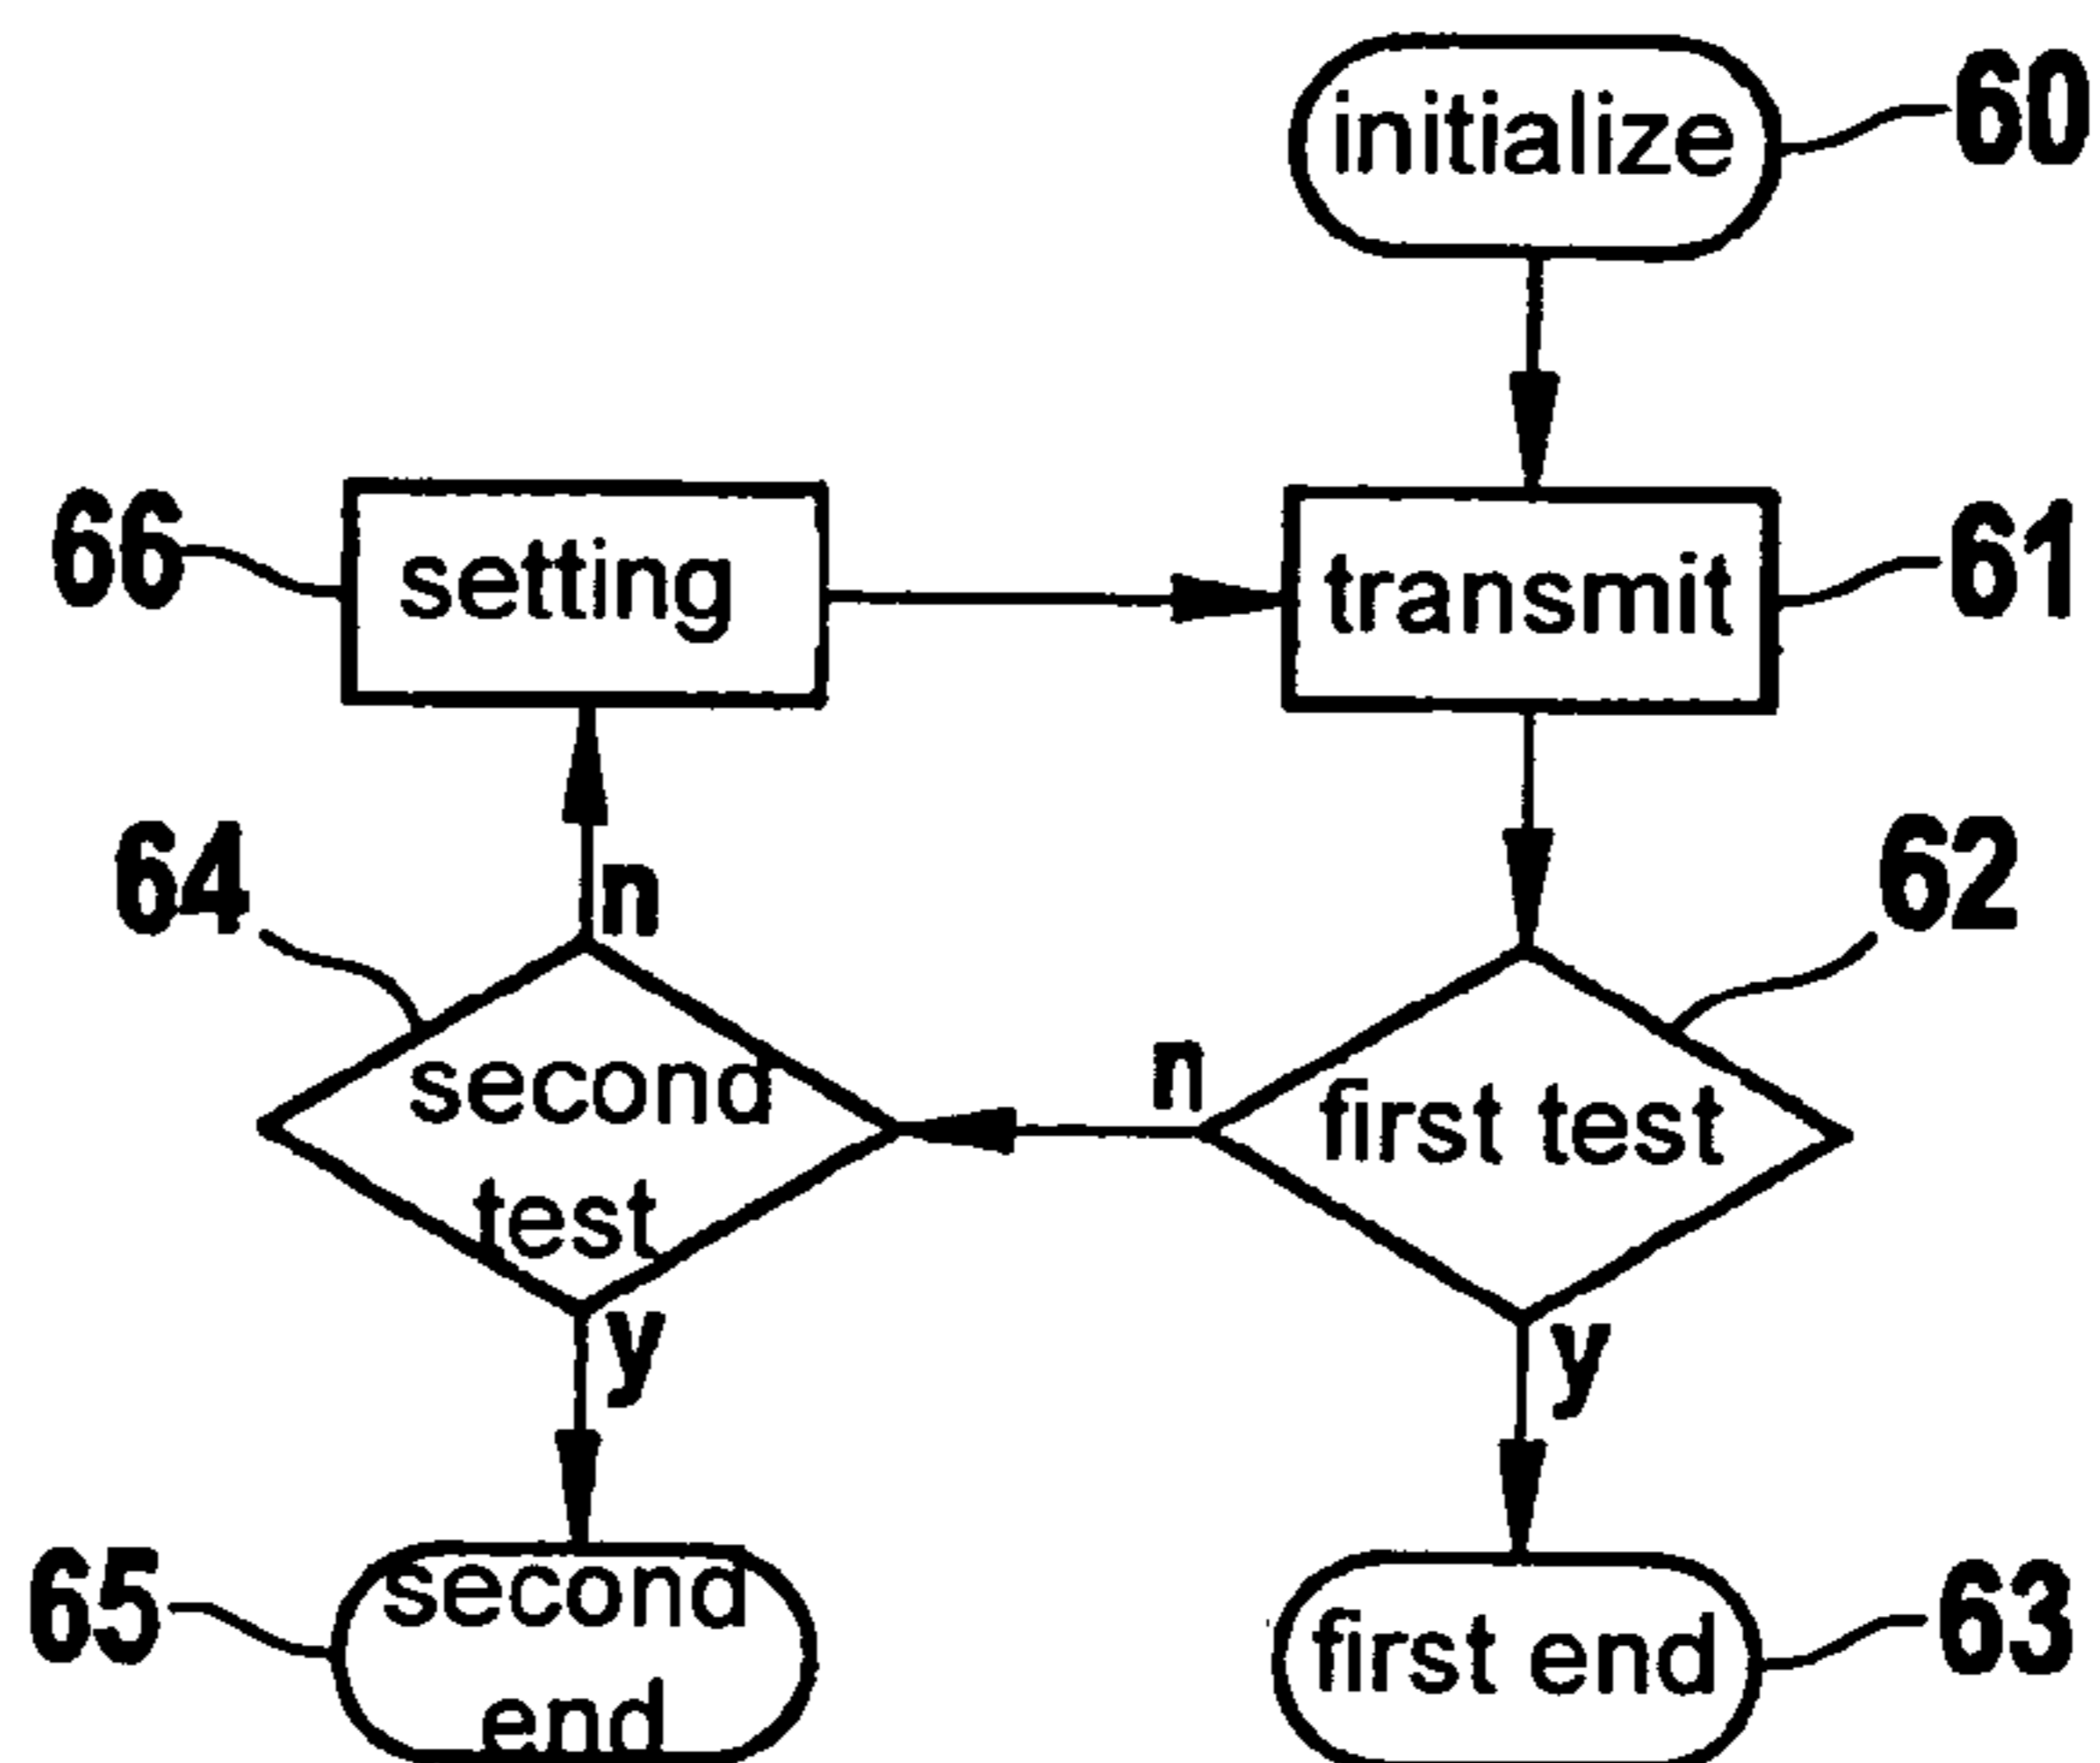 initialize
60
66
setting
transmit
61
64
n
62
second
test
n
first test
y
y
65
second
end
first end
63